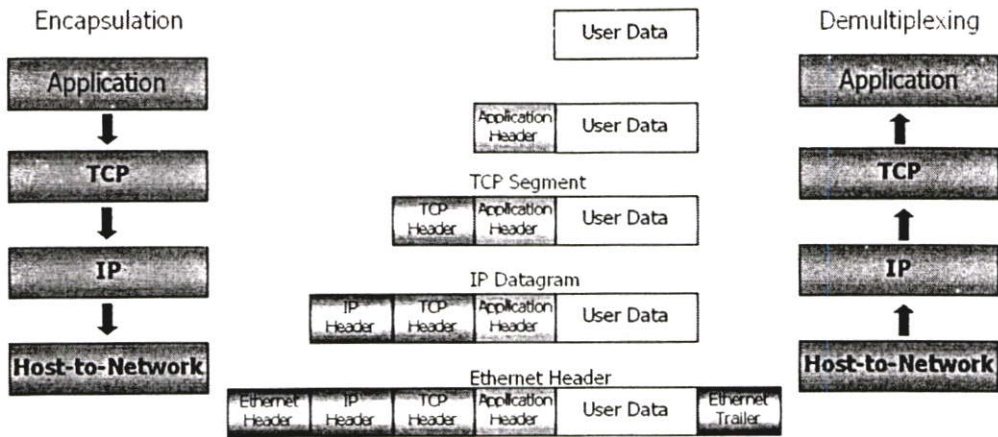 Encapsulation
Application
TCP
IP
Host-to-Network
User Data
Application Header
User Data
TCP Segment
TCP Header
Application Header
User Data
IP Datagram
IP Header
TCP Header
Application Header
User Data
Ethernet Header
Ethernet Header
IP Header
TCP Header
Application Header
User Data
Ethernet Trailer
Demultiplexing
Application
TCP
IP
Host-to-Network